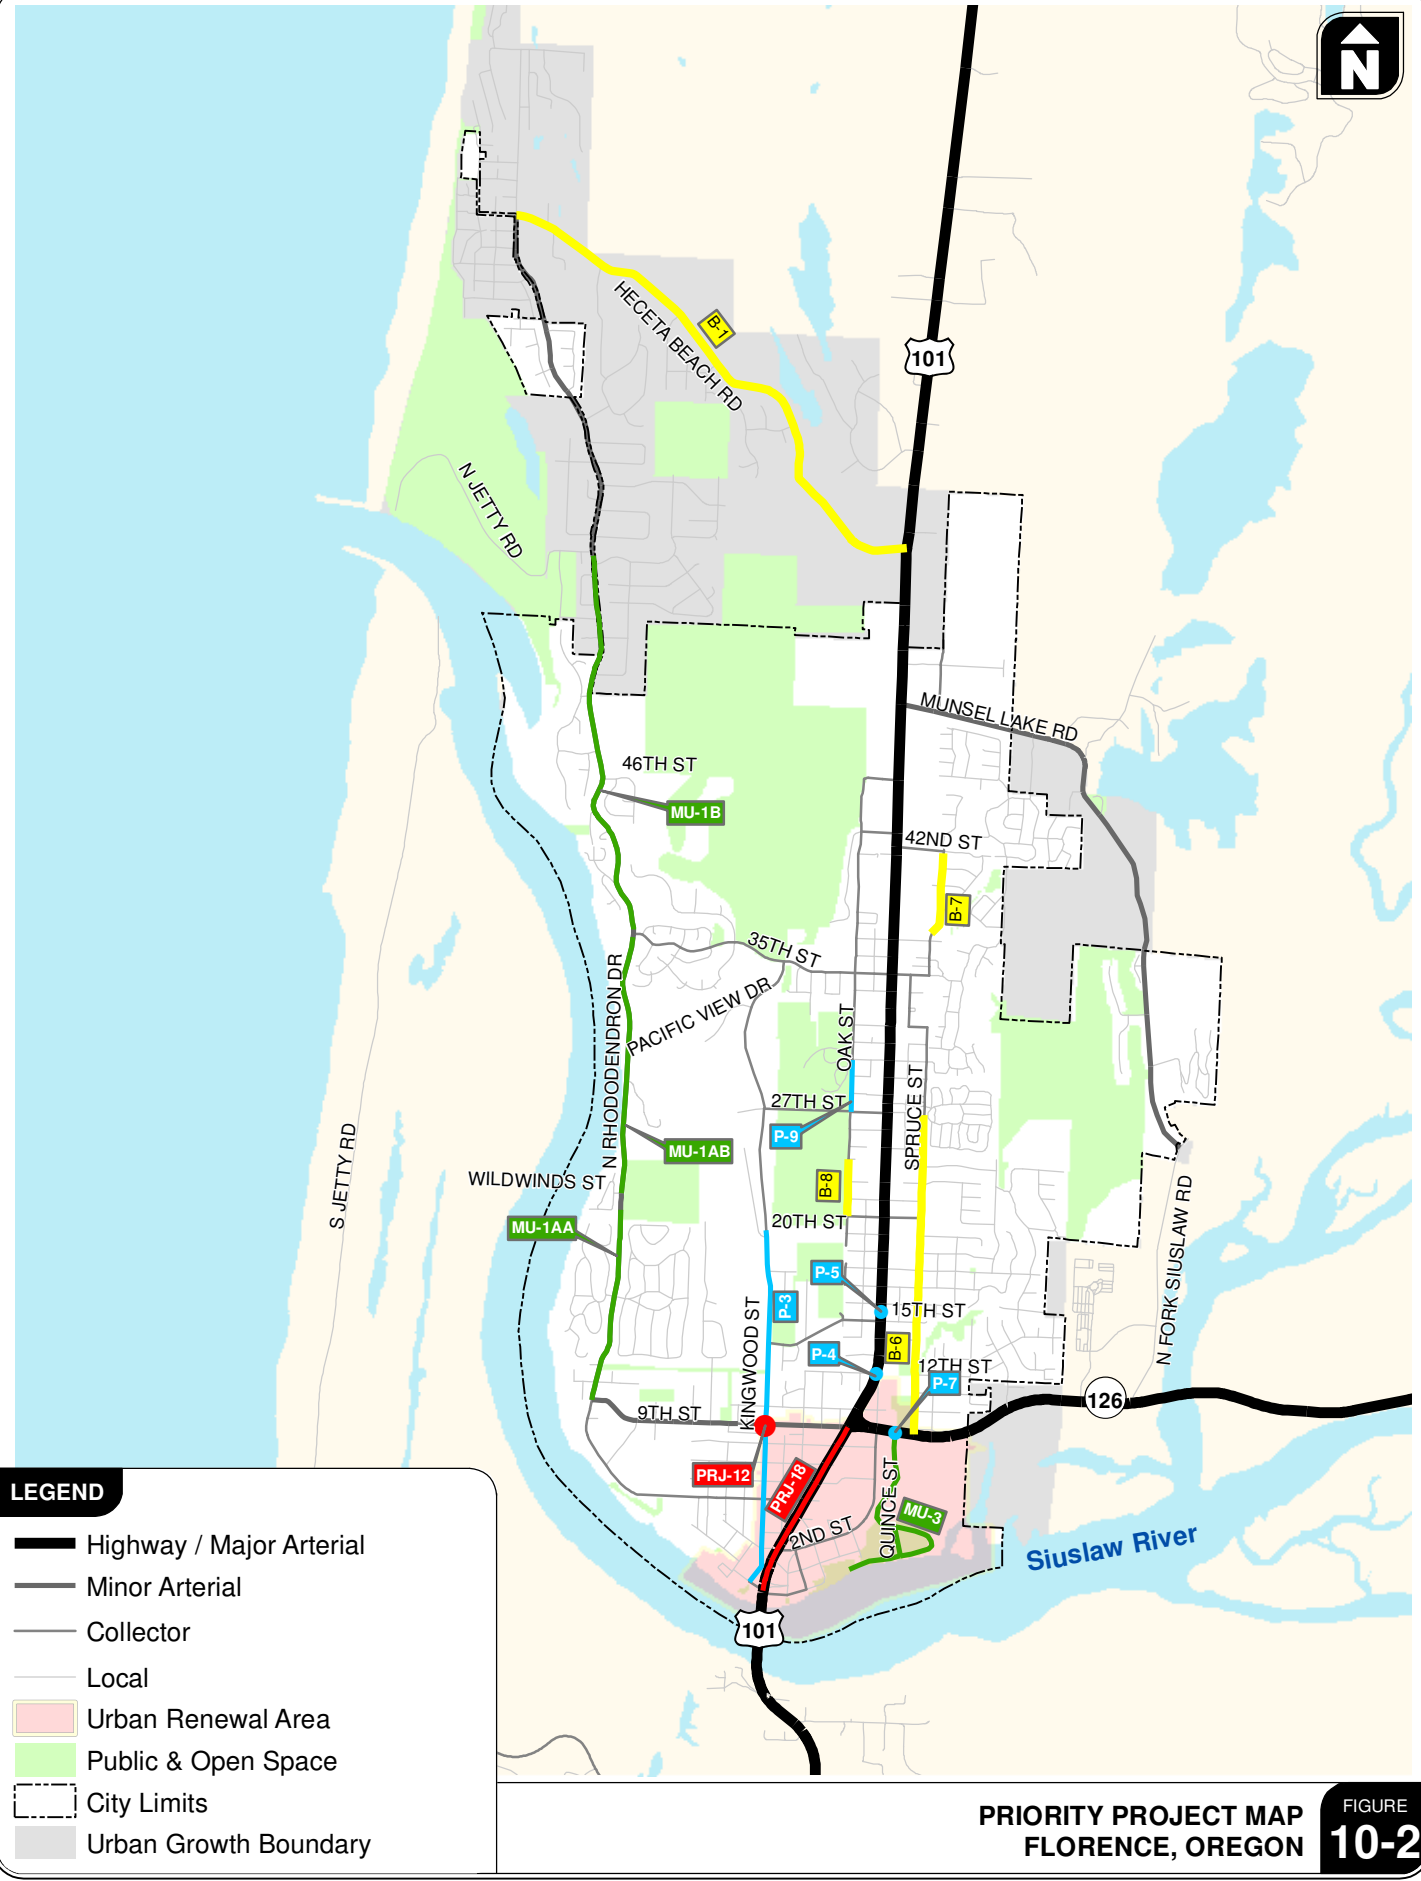 N
HECETA BEACH RD
B-1
101
N JETTY RD
MUNSEL LAKE RD
46TH ST
MU-1B
42ND ST
B-7
35TH ST
N RHODODENDRON DR
PACIFIC VIEW DR
OAK ST
SPRUCE ST
27TH ST
P-9
MU-1AB
S JETTY RD
WILDWINDS ST
B-8
20TH ST
N FORK SIUSLAW RD
MU-1AA
P-5
P-3
15TH ST
KINGWOOD ST
B-6
P-4
12TH ST
P-7
126
9TH ST
PRJ-12
PRJ-18
QUINCE ST
MU-3
2ND ST
Siuslaw River
101
LEGEND
Highway / Major Arterial
Minor Arterial
Collector
Local
Urban Renewal Area
Public & Open Space
City Limits
Urban Growth Boundary
PRIORITY PROJECT MAP
FLORENCE, OREGON
FIGURE
10-2